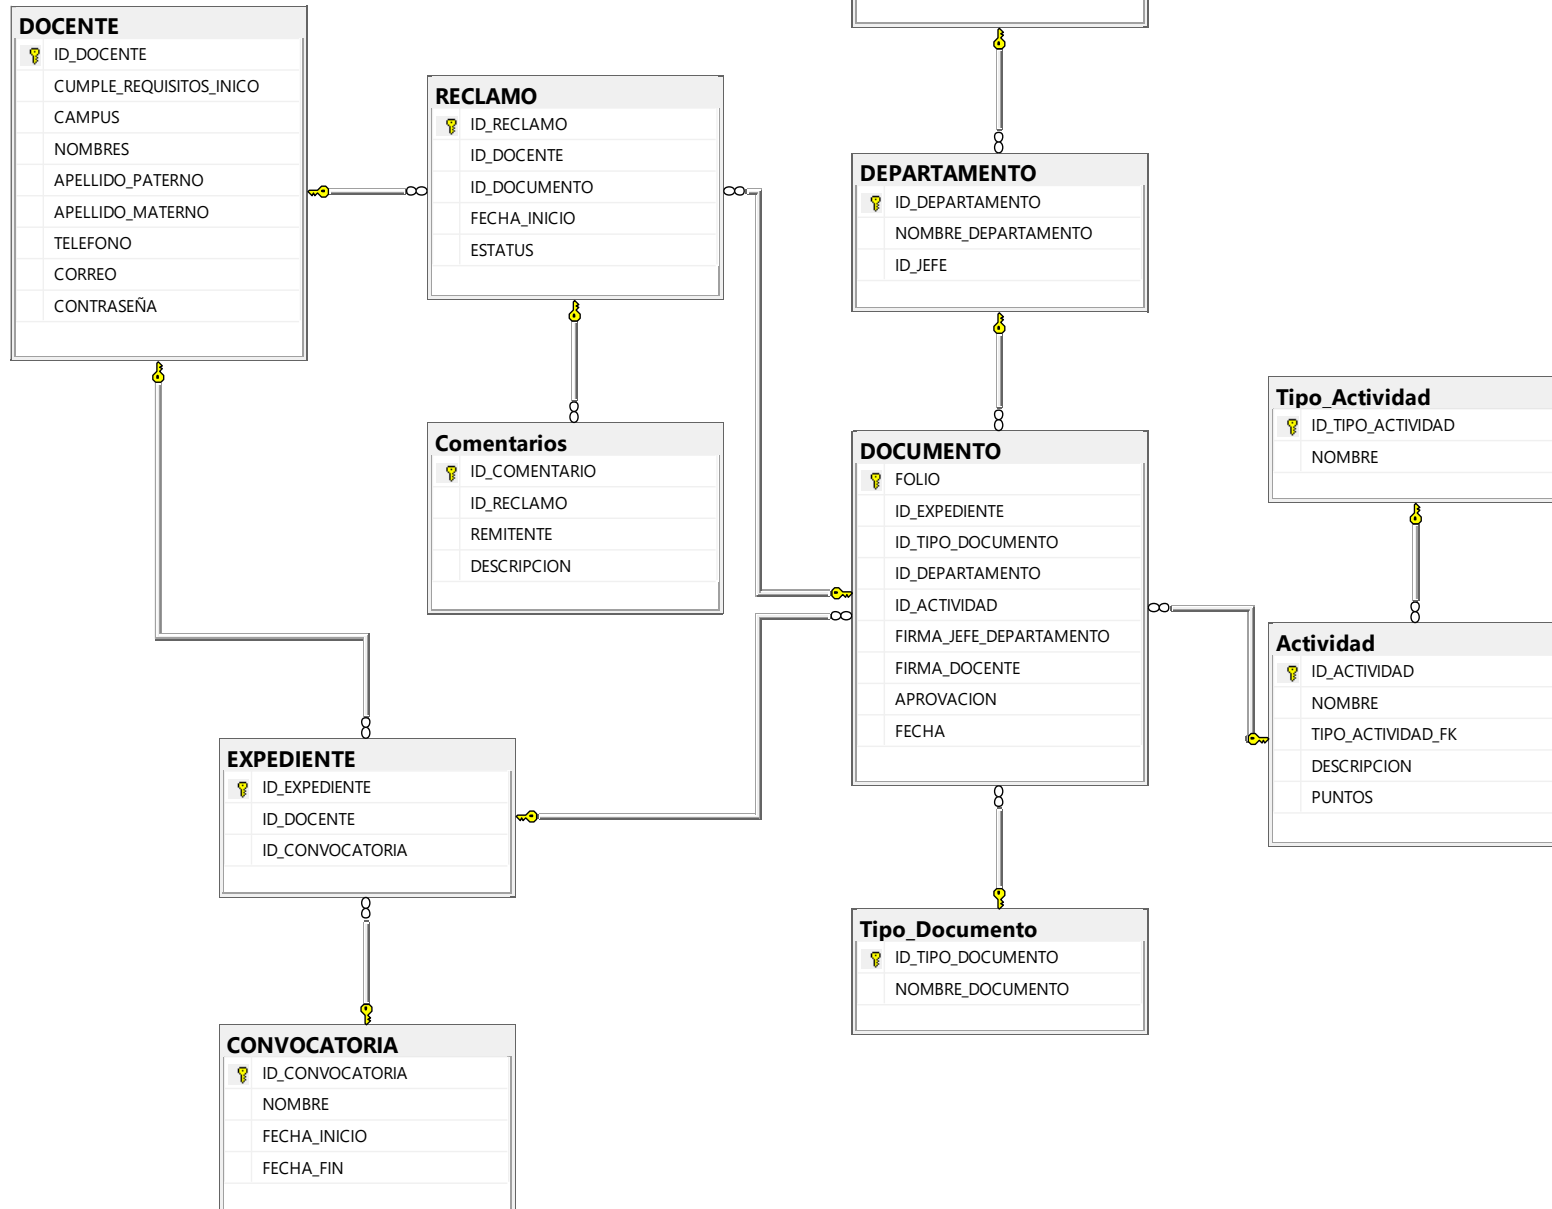 DOCENTE
ID_DOCENTE
CUMPLE_REQUISITOS_INICO
CAMPUS
NOMBRES
APELLIDO_PATERNO
APELLIDO_MATERNO
TELEFONO
CORREO
CONTRASEÑA
RECLAMO
ID_RECLAMO
ID_DOCENTE
ID_DOCUMENTO
FECHA_INICIO
ESTATUS
Comentarios
ID_COMENTARIO
ID_RECLAMO
REMITENTE
DESCRIPCION
DEPARTAMENTO
ID_DEPARTAMENTO
NOMBRE_DEPARTAMENTO
ID_JEFE
DOCUMENTO
FOLIO
ID_EXPEDIENTE
ID_TIPO_DOCUMENTO
ID_DEPARTAMENTO
ID_ACTIVIDAD
FIRMA_JEFE_DEPARTAMENTO
FIRMA_DOCENTE
APROVACION
FECHA
Tipo_Actividad
ID_TIPO_ACTIVIDAD
NOMBRE
Actividad
ID_ACTIVIDAD
NOMBRE
TIPO_ACTIVIDAD_FK
DESCRIPCION
PUNTOS
EXPEDIENTE
ID_EXPEDIENTE
ID_DOCENTE
ID_CONVOCATORIA
Tipo_Documento
ID_TIPO_DOCUMENTO
NOMBRE_DOCUMENTO
CONVOCATORIA
ID_CONVOCATORIA
NOMBRE
FECHA_INICIO
FECHA_FIN